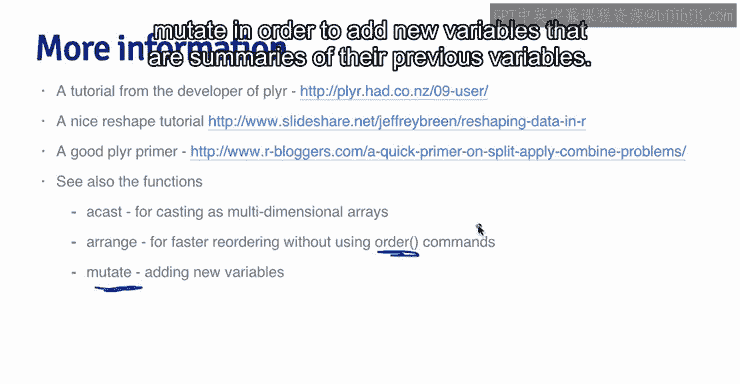 mutate in order to add new variables that
are summaries of their previous variables.
More information
· A tutorial from the developer of plyr - http://plyr.had.co.nz/09-user/
· A nice reshape tutorial http://www.slideshare.net/jeffreybreen/reshaping-data-in-r
· A good plyr primer - http://www.r-bloggers.com/a-quick-primer-on-split-apply-combine-problems/
· See also the functions
- acast - for casting as multi-dimensional arrays
- arrange - for faster reordering without using order() commands
- mutate - adding new variables